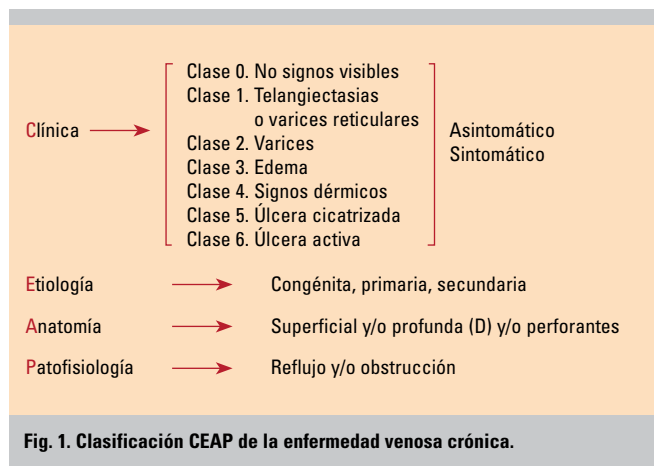 Clínica
Clase 0. No signos visibles
Clase 1. Telangiectasias
o varices reticulares
Clase 2. Varices
Clase 3. Edema
Clase 4. Signos dérmicos
Clase 5. Úlcera cicatrizada
Clase 6. Úlcera activa
Asintomático
Sintomático
Etiología
Congénita, primaria, secundaria
Anatomía
Superficial y/o profunda (D) y/o perforantes
Patofisiología
Reflujo y/o obstrucción
Fig. 1. Clasificación CEAP de la enfermedad venosa crónica.